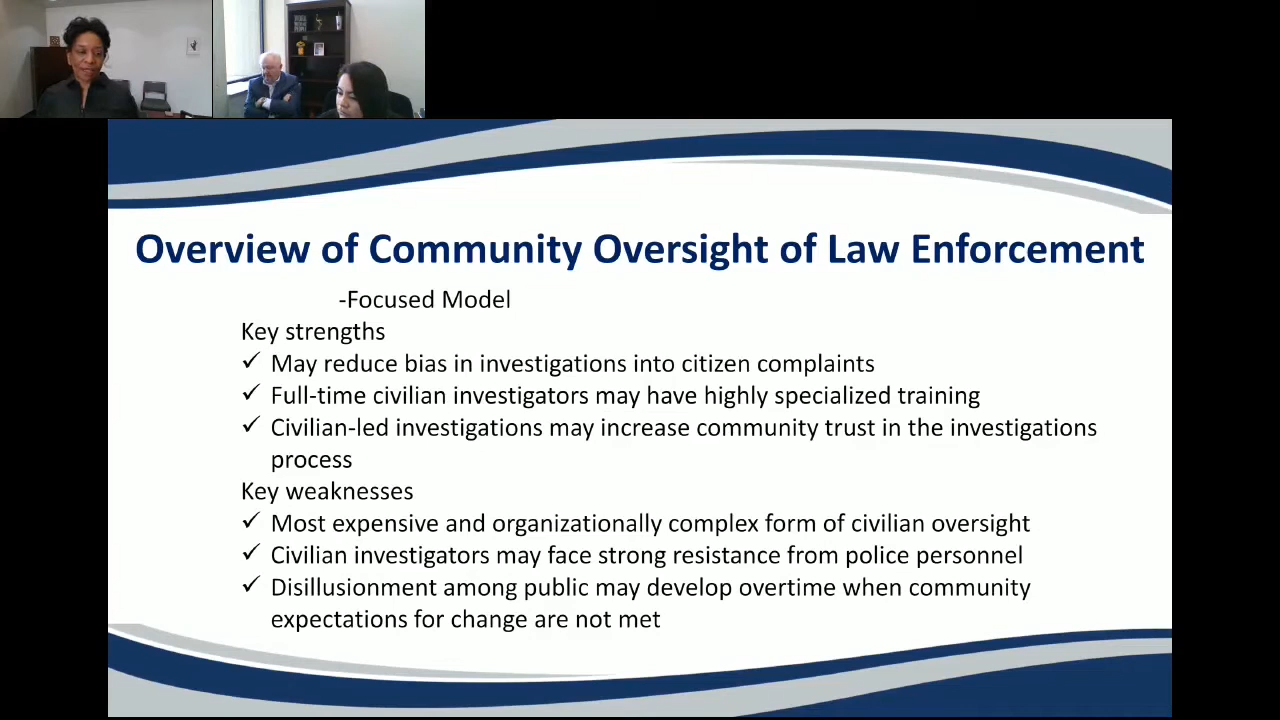 Overview of Community Oversight of Law Enforcement
-Focused Model
Key strengths
✓ May reduce bias in investigations into citizen complaints
✓ Full-time civilian investigators may have highly specialized training
✓ Civilian-led investigations may increase community trust in the investigations
process
Key weaknesses
✓ Most expensive and organizationally complex form of civilian oversight
✓ Civilian investigators may face strong resistance from police personnel
✓ Disillusionment among public may develop overtime when community
expectations for change are not met